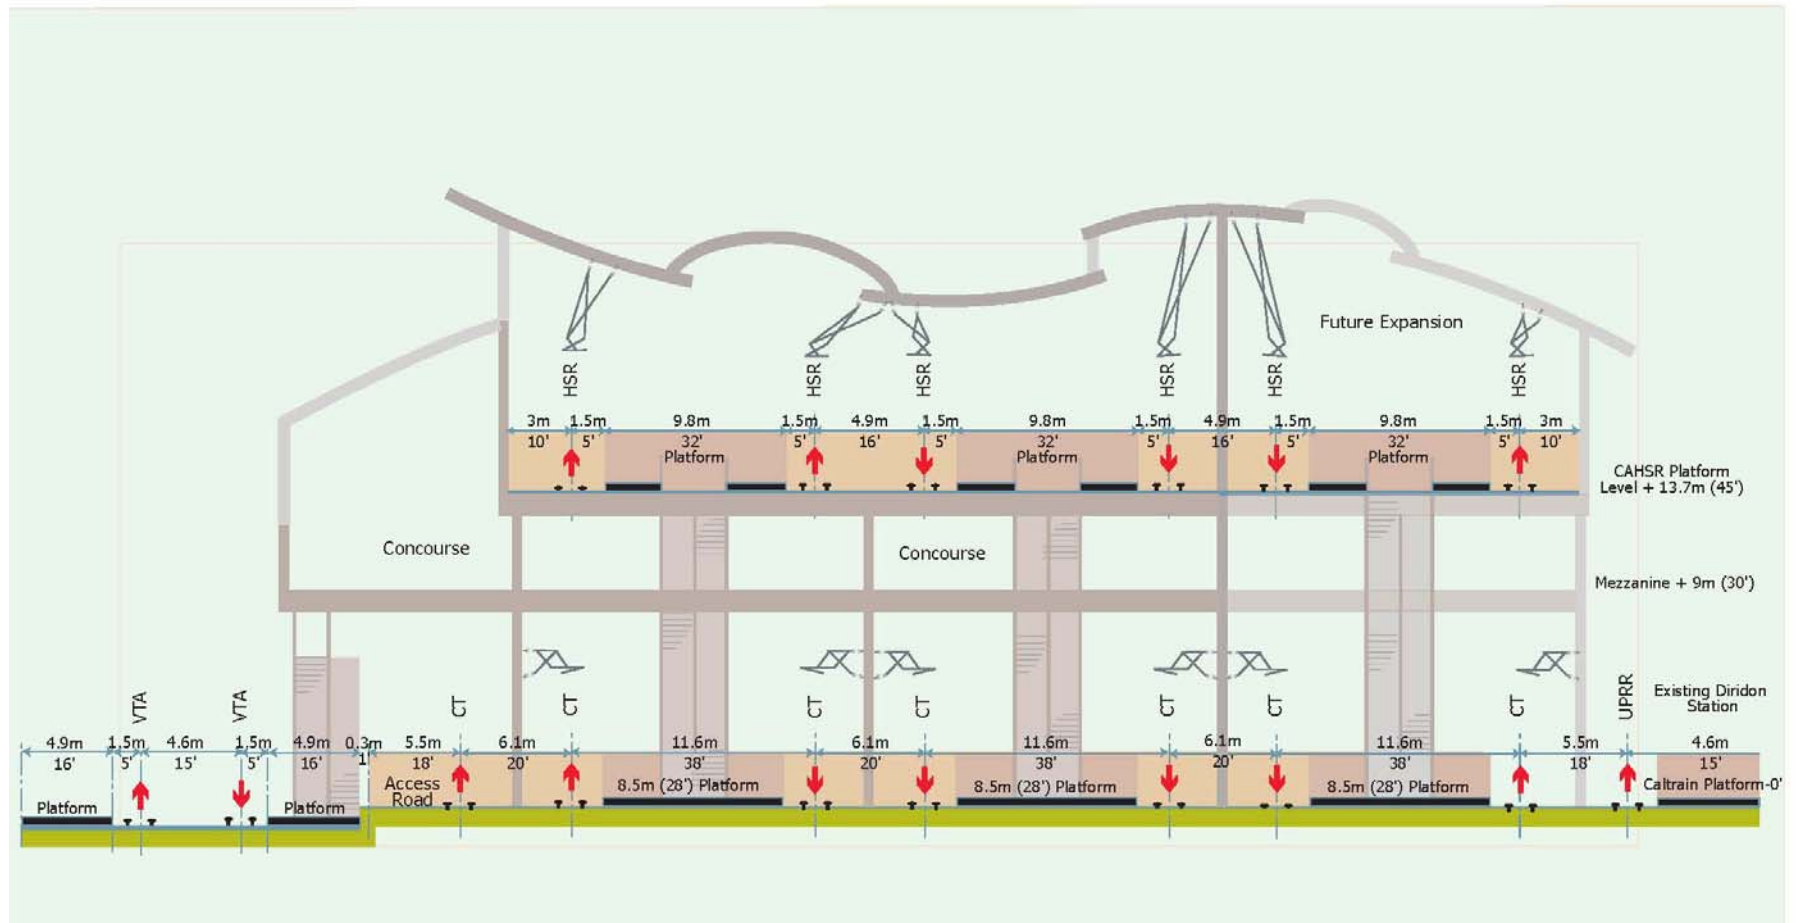 Future Expansion
HSR HSR HSR HSR HSR HSR
3m 1.5m 9.8m 1.5m 4.9m 1.5m 9.8m 1.5m 4.9m 1.5m 9.8m 1.5m 3m
10' 5' 32' 5' 16' 5' 32' 5' 16' 5' 32' 5' 10'
Platform Platform Platform
CAHSR Platform
Level + 13.7m (45')
Concourse Concourse
Mezzanine + 9m (30')
VTA VTA CT CT CT CT CT CT CT UPRR
Existing Diridon
Station
4.9m 1.5m 4.6m 1.5m 4.9m 0.3m 5.5m 6.1m 11.6m 6.1m 11.6m 6.1m 11.6m 5.5m 4.6m
16' 5' 15' 5' 16' 1' 18' 20' 38' 20' 38' 20' 38' 18' 15'
Access
Road
8.5m (28') Platform 8.5m (28') Platform 8.5m (28') Platform Caltrain Platform-0'
Platform Platform